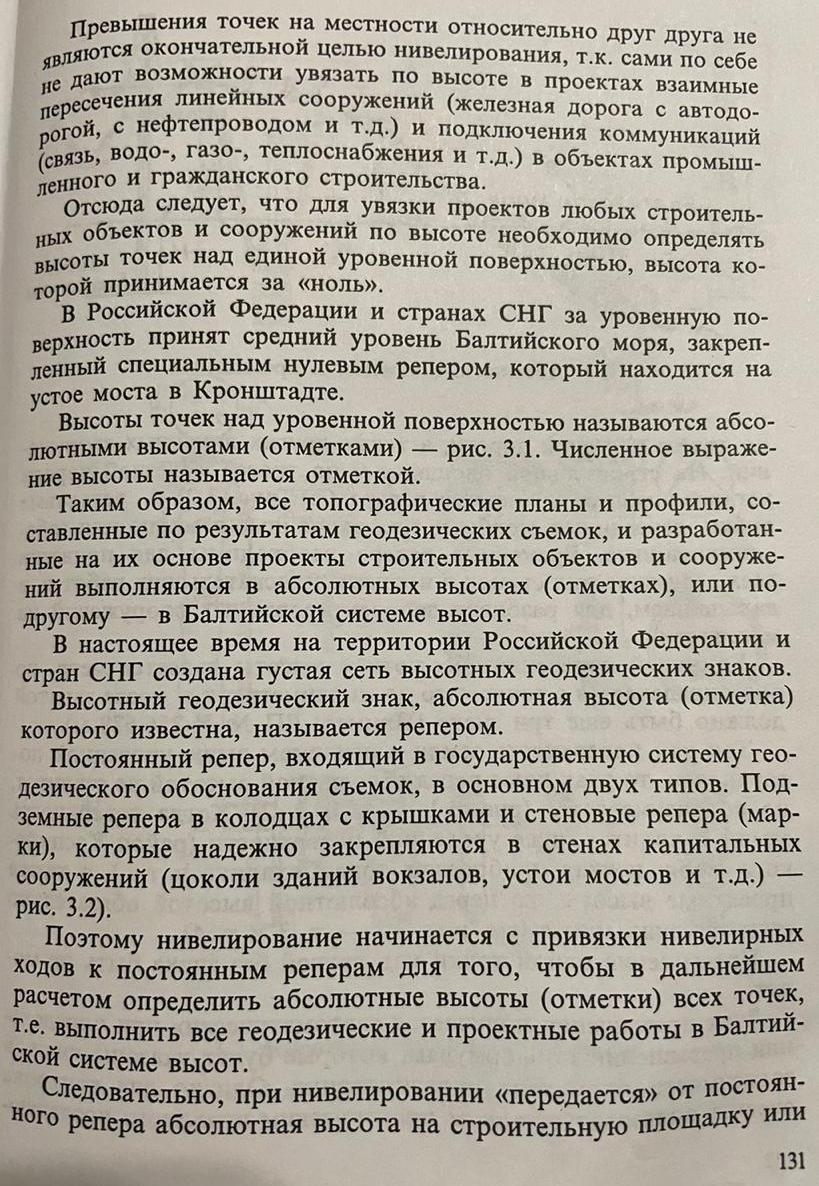 Превышения точек на местности относительно друг друга не
являются окончательной целью нивелирования, т.к. сами по себе
не дают возможности увязать по высоте в проектах взаимные
пересечения линейных сооружений (железная дорога с автодо-
рогой, с нефтепроводом и т.д.) и подключения коммуникаций
(связь, водо-, газо-, теплоснабжения и т.д.) в объектах промыш-
ленного и гражданского строительства.
Отсюда следует, что для увязки проектов любых строитель-
ных объектов и сооружений по высоте необходимо определять
высоты точек над единой уровенной поверхностью, высота ко-
торой принимается за «ноль».
В Российской Федерации и странах СНГ за уровенную по-
верхность принят средний уровень Балтийского моря, закреп-
ленный специальным нулевым репером, который находится на
устое моста в Кронштадте.
Высоты точек над уровенной поверхностью называются абсо-
лютными высотами (отметками) — рис. 3.1. Численное выраже-
ние высоты называется отметкой.
Таким образом, все топографические планы и профили, со-
ставленные по результатам геодезических съемок, и разработан-
ные на их основе проекты строительных объектов и сооруже-
ний выполняются в абсолютных высотах (отметках), или по-
другому — в Балтийской системе высот.
В настоящее время на территории Российской Федерации и
стран СНГ создана густая сеть высотных геодезических знаков.
Высотный геодезический знак, абсолютная высота (отметка)
которого известна, называется репером.
Постоянный репер, входящий в государственную систему гео-
дезического обоснования съемок, в основном двух типов. Под-
земные репера в колодцах с крышками и стеновые репера (мар-
ки), которые надежно закрепляются в стенах капитальных
сооружений (цоколи зданий вокзалов, устои мостов и т.д.) —
рис. 3.2).
Поэтому нивелирование начинается с привязки нивелирных
ходов к постоянным реперам для того, чтобы в дальнейшем
расчетом определить абсолютные высоты (отметки) всех точек,
т.е. выполнить все геодезические и проектные работы в Балтий-
ской системе высот.
Следовательно, при нивелировании «передается» от постоян-
ного репера абсолютная высота на строительную площадку или
131